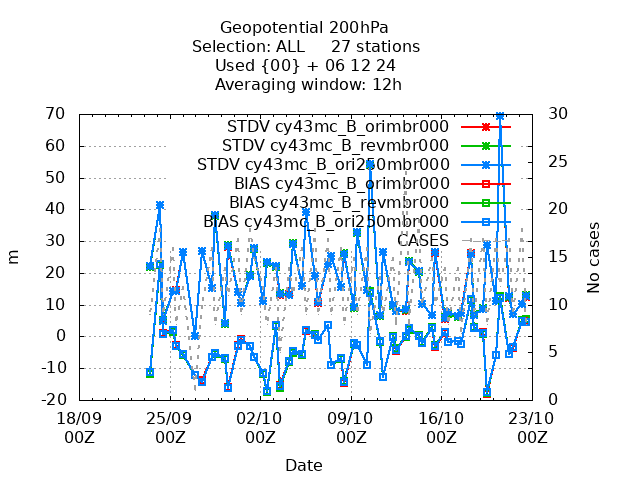 Geopotential 200hPa
Selection: ALL 27 stations
Used {00} + 06 12 24
Averaging window: 12h
70
60
50
40
30
20
10
0
-10
-20
m
30
25
20
15
10
5
0
No cases
STDV cy43mc_B_orimbr000
STDV cy43mc_B_revmbr000
STDV cy43mc_B_ori250mbr000
BIAS cy43mc_B_orimbr000
BIAS cy43mc_B_revmbr000
BIAS cy43mc_B_ori250mbr000
CASES
18/09 25/09 02/10 09/10 16/10 23/10
00Z 00Z 00Z 00Z 00Z 00Z
Date